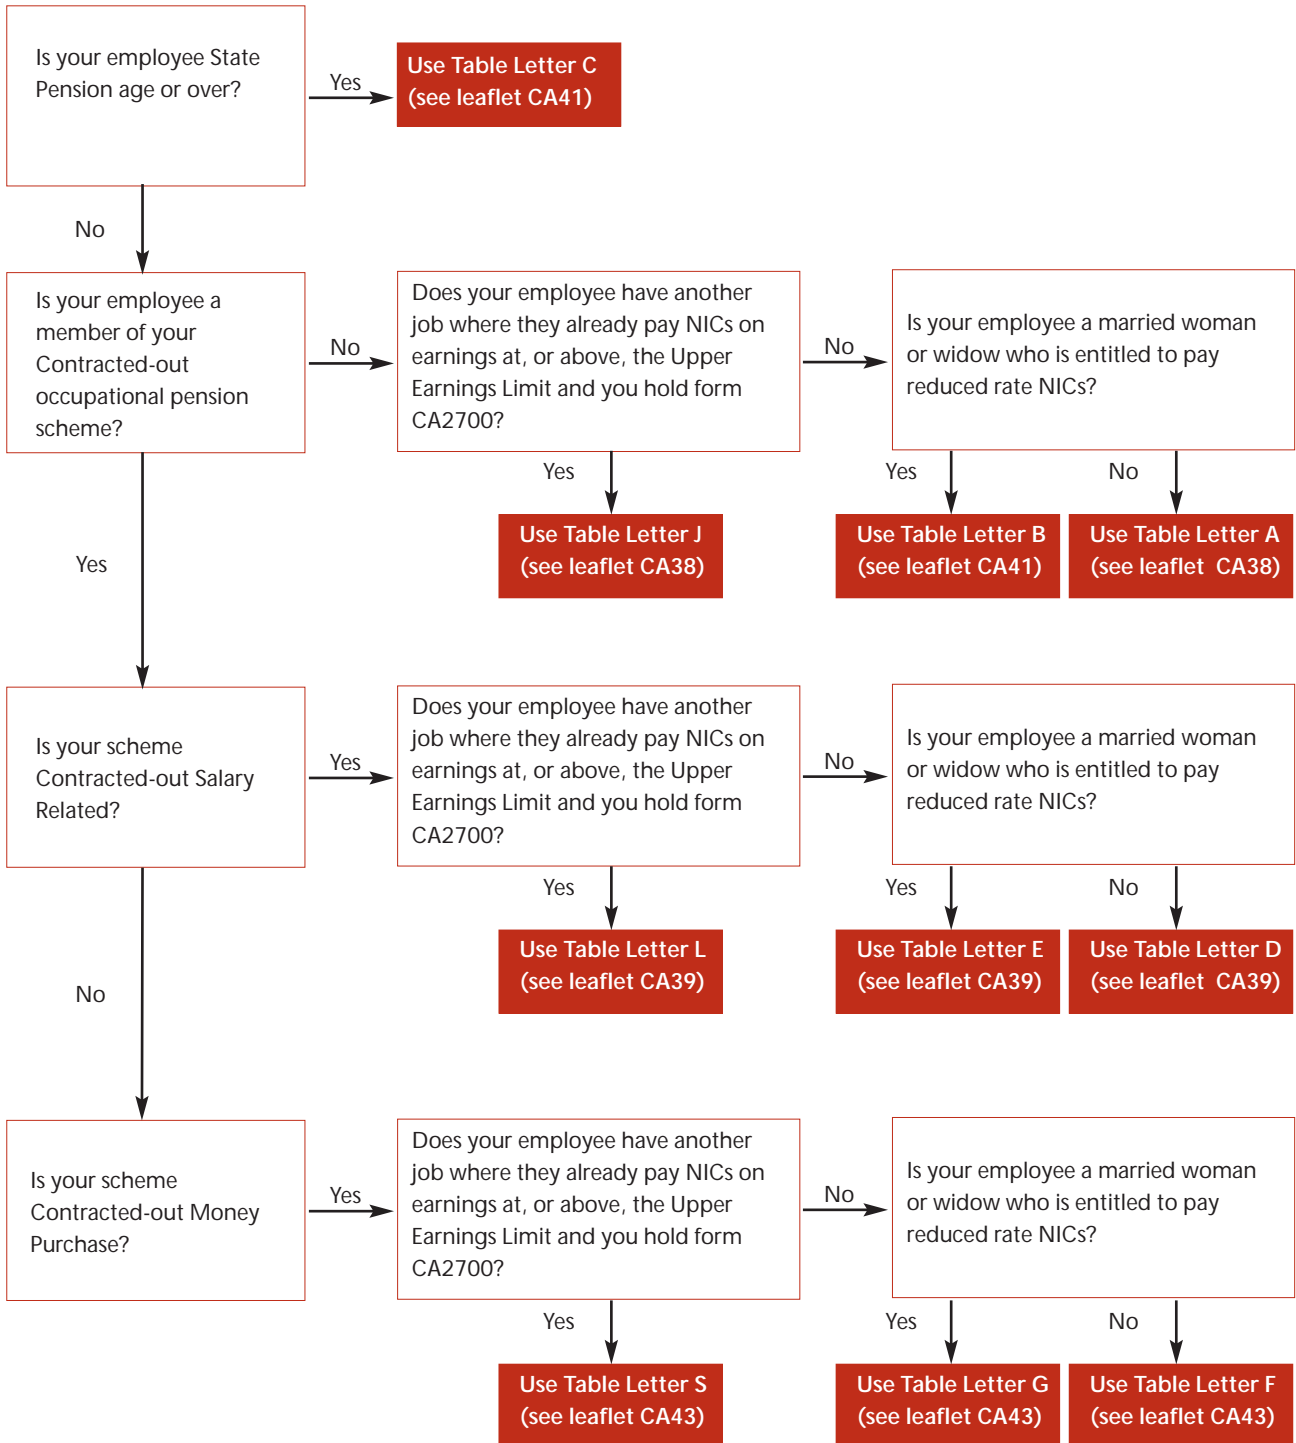 Is your employee State
Pension age or over?
Yes
Use Table Letter C
(see leaflet CA41)
No
Is your employee a
member of your
Contracted-out
occupational pension
scheme?
No
Does your employee have another
job where they already pay NICs on
earnings at, or above, the Upper
Earnings Limit and you hold form
CA2700?
No
Is your employee a married woman
or widow who is entitled to pay
reduced rate NICs?
Yes
Yes
No
Use Table Letter J
(see leaflet CA38)
Use Table Letter B
(see leaflet CA41)
Use Table Letter A
(see leaflet CA38)
Yes
Is your scheme
Contracted-out Salary
Related?
Yes
Does your employee have another
job where they already pay NICs on
earnings at, or above, the Upper
Earnings Limit and you hold form
CA2700?
No
Is your employee a married woman
or widow who is entitled to pay
reduced rate NICs?
Yes
Yes
No
Use Table Letter L
(see leaflet CA39)
Use Table Letter E
(see leaflet CA39)
Use Table Letter D
(see leaflet CA39)
No
Is your scheme
Contracted-out Money
Purchase?
Yes
Does your employee have another
job where they already pay NICs on
earnings at, or above, the Upper
Earnings Limit and you hold form
CA2700?
No
Is your employee a married woman
or widow who is entitled to pay
reduced rate NICs?
Yes
Yes
No
Use Table Letter S
(see leaflet CA43)
Use Table Letter G
(see leaflet CA43)
Use Table Letter F
(see leaflet CA43)